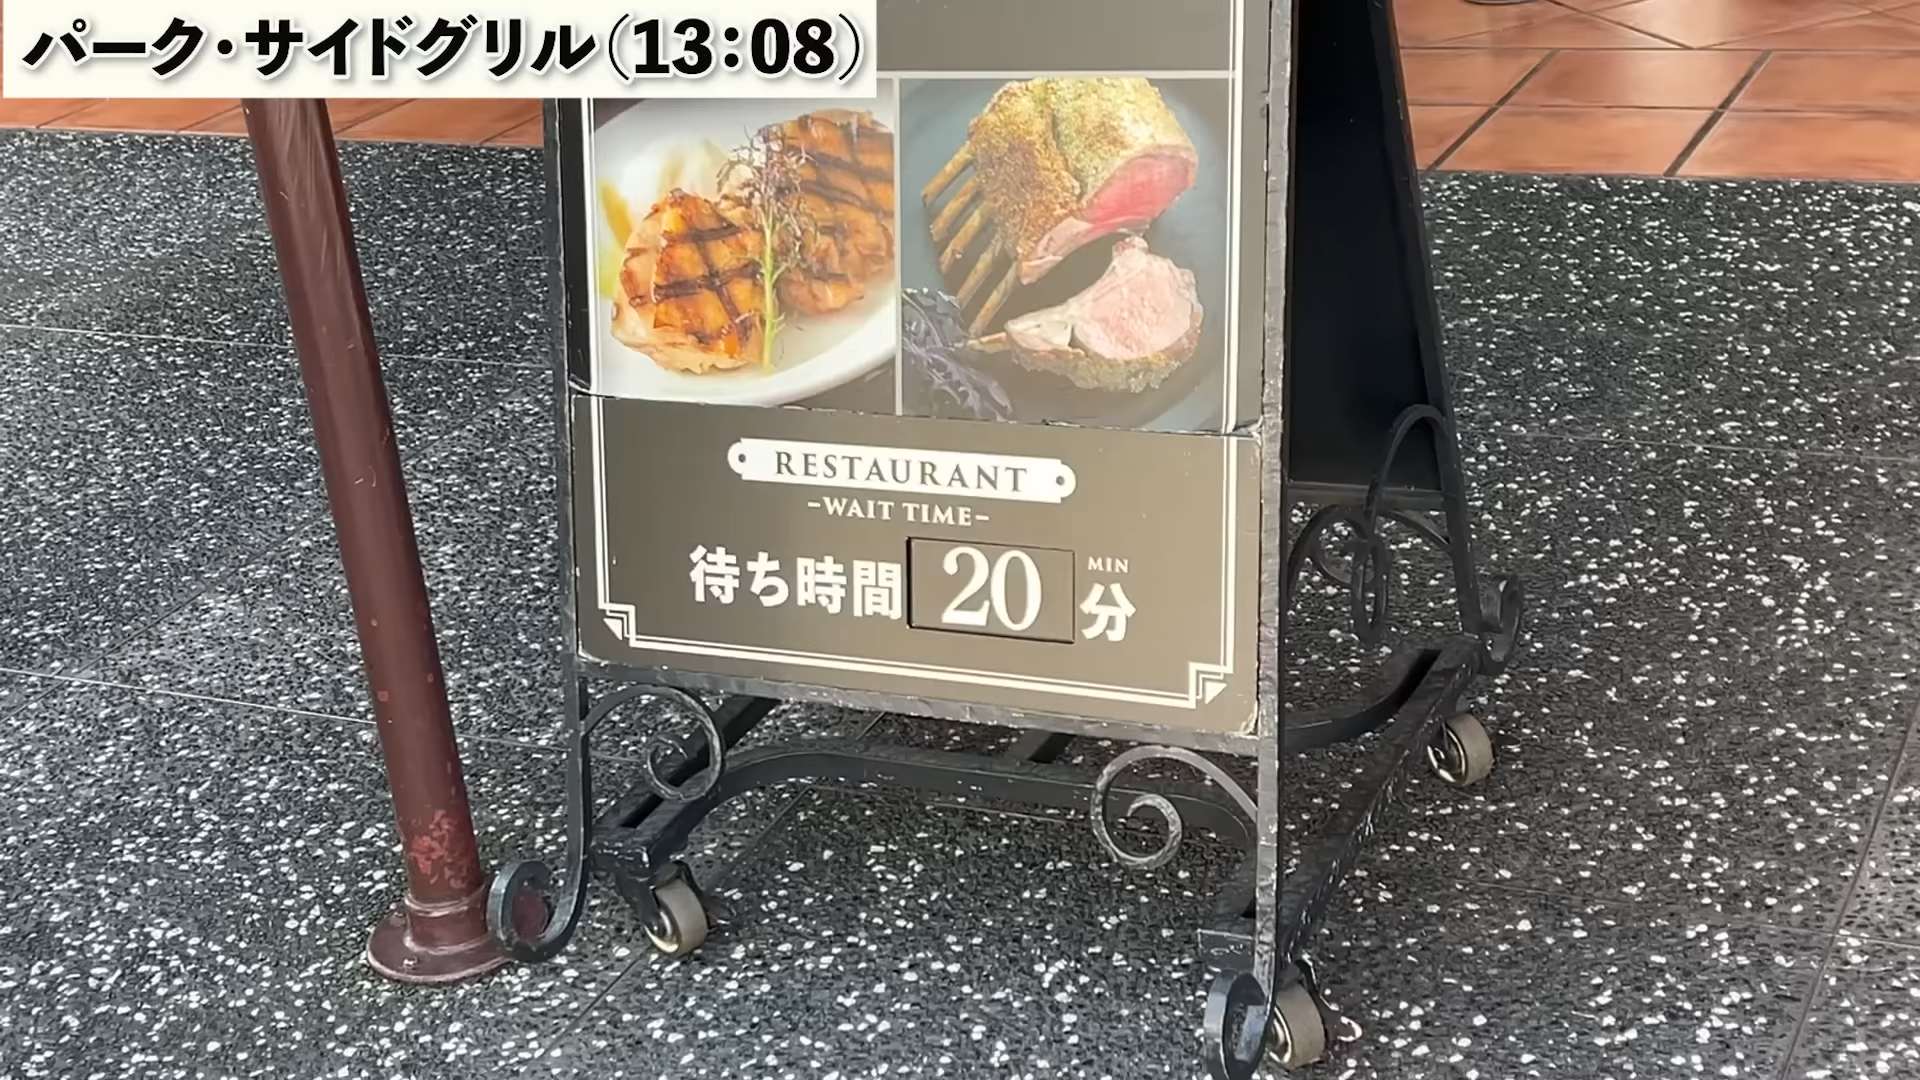 パーク・サイドグリル(13:08)
RESTAURANT
-WAIT TIME-
待ち時間 20 MIN 分